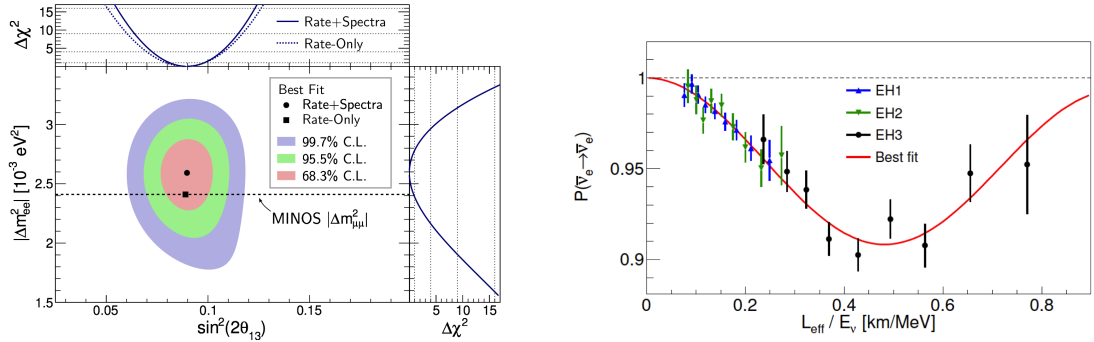 Δχ²
15
10
5
Rate+Spectra
Rate-Only
|Δm²ee| [10⁻³ eV²]
3
2.5
2
1.5
Best Fit
Rate+Spectra
Rate-Only
99.7% C.L.
95.5% C.L.
68.3% C.L.
MINOS |Δm²μμ|
0.05 0.1 0.15
sin²(2θ₁₃)
5 10 15
Δχ²
P(ν̅e→ν̅e)
1
0.95
0.9
EH1
EH2
EH3
Best fit
0 0.2 0.4 0.6 0.8
Leff / Eν [km/MeV]